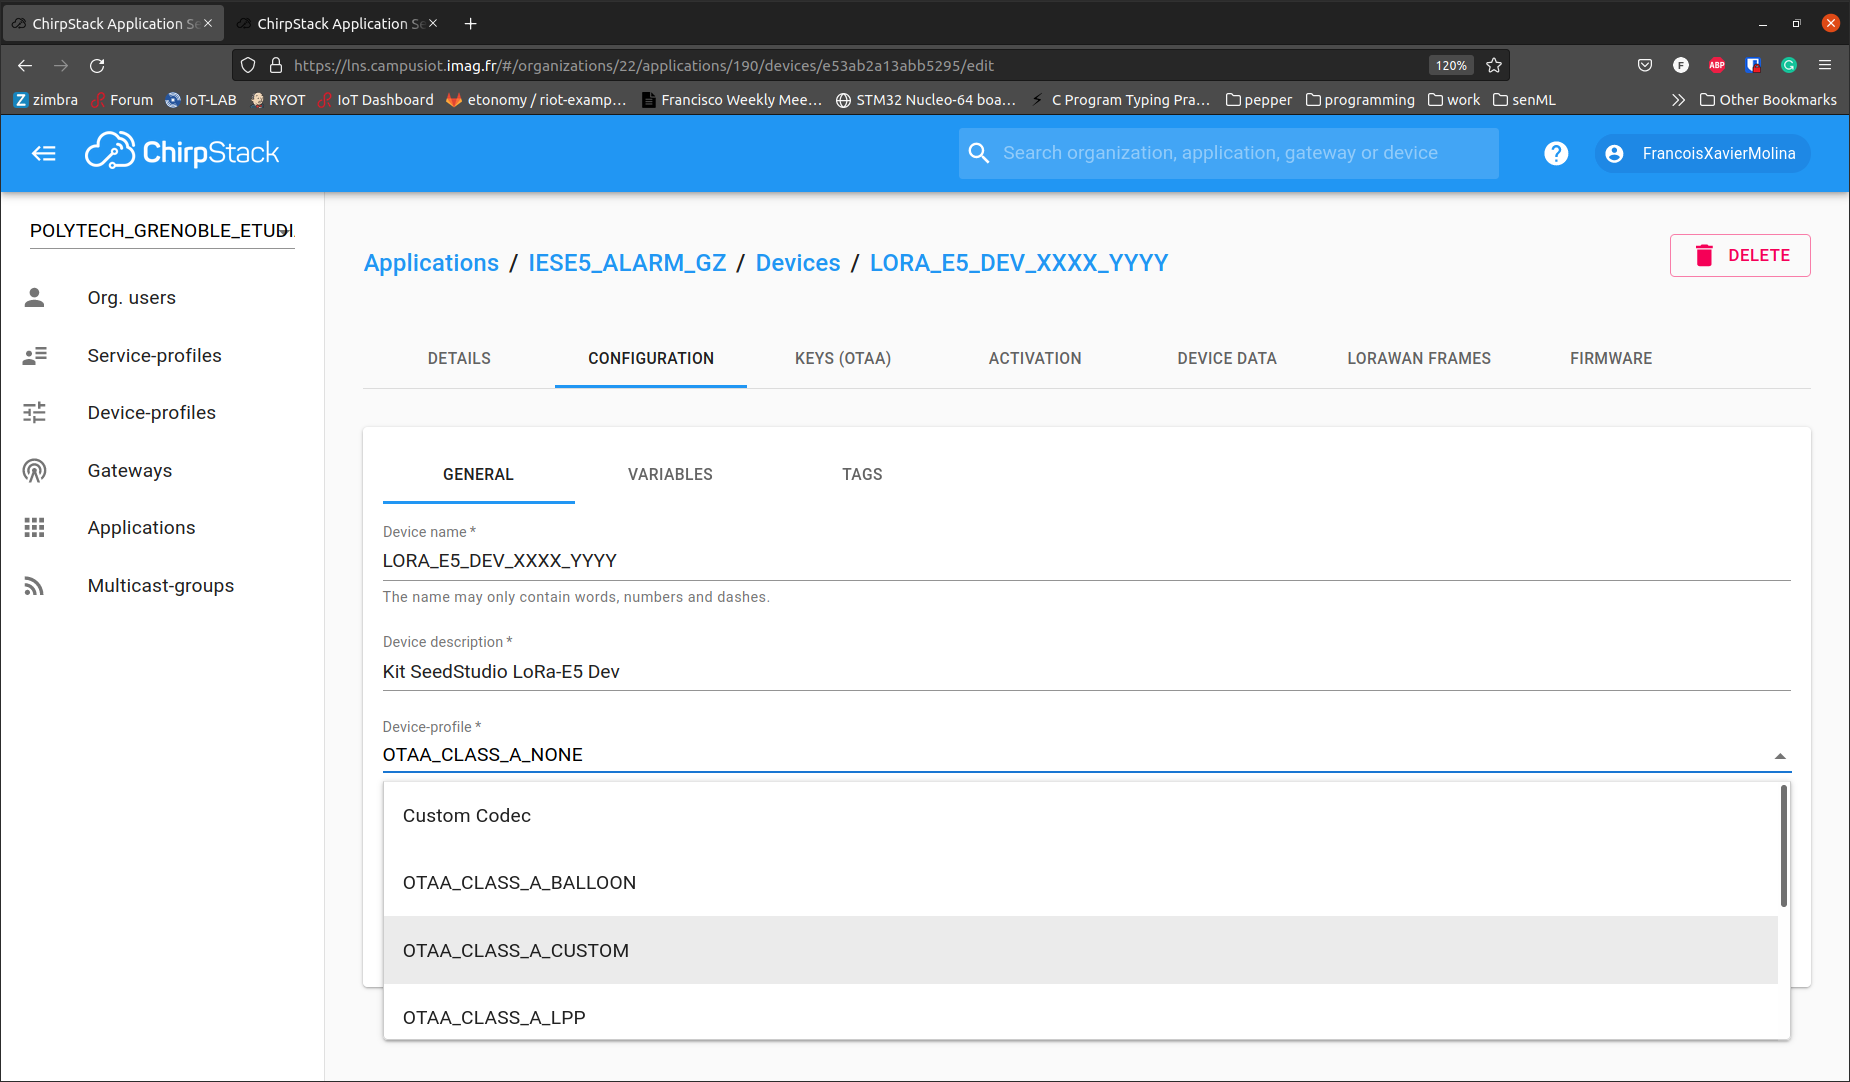 ChirpStack Application Se
ChirpStack Application Se
https://lns.campusiot.imag.fr/#/organizations/22/applications/190/devices/e53ab2a13abb5295/edit
120%
F
ABP
G
zimbra
Forum
IoT-LAB
RYOT
IoT Dashboard
etonomy / riot-examp…
Francisco Weekly Mee…
STM32 Nucleo-64 boa…
C Program Typing Pra…
pepper
programming
work
senML
Other Bookmarks
ChirpStack
Search organization, application, gateway or device
?
FrancoisXavierMolina
POLYTECH_GRENOBLE_ETUDI.
Org. users
Service-profiles
Device-profiles
Gateways
Applications
Multicast-groups
Applications / IESE5_ALARM_GZ / Devices / LORA_E5_DEV_XXXX_YYYY
DELETE
DETAILS
CONFIGURATION
KEYS (OTAA)
ACTIVATION
DEVICE DATA
LORAWAN FRAMES
FIRMWARE
GENERAL
VARIABLES
TAGS
Device name *
LORA_E5_DEV_XXXX_YYYY
The name may only contain words, numbers and dashes.
Device description *
Kit SeedStudio LoRa-E5 Dev
Device-profile *
OTAA_CLASS_A_NONE
Custom Codec
OTAA_CLASS_A_BALLOON
OTAA_CLASS_A_CUSTOM
OTAA_CLASS_A_LPP